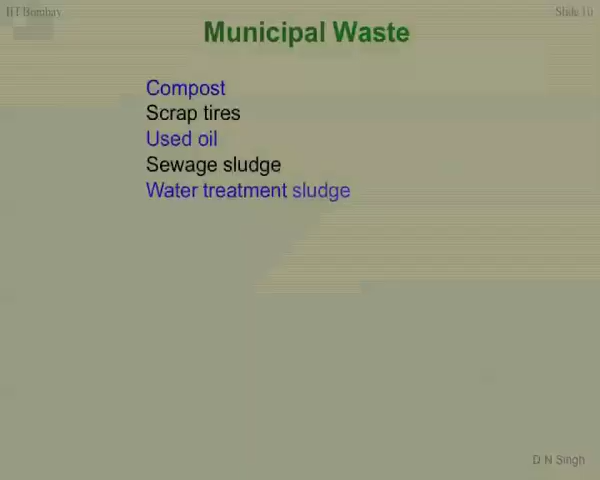 IIT Bombay
Slide 10
Municipal Waste
Compost
Scrap tires
Used oil
Sewage sludge
Water treatment sludge
D N Singh